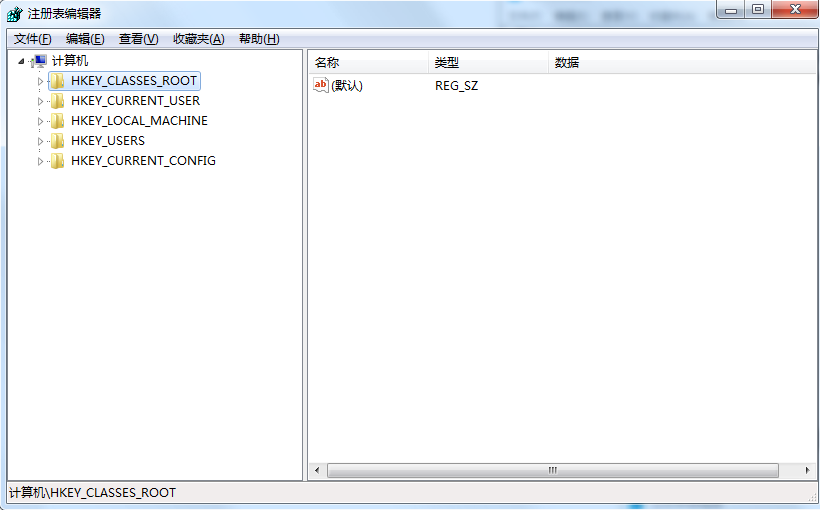 注册表编辑器
文件(F) 编辑(E) 查看(V) 收藏夹(A) 帮助(H)
计算机
HKEY_CLASSES_ROOT
HKEY_CURRENT_USER
HKEY_LOCAL_MACHINE
HKEY_USERS
HKEY_CURRENT_CONFIG
名称 类型 数据
ab (默认) REG_SZ
计算机\HKEY_CLASSES_ROOT